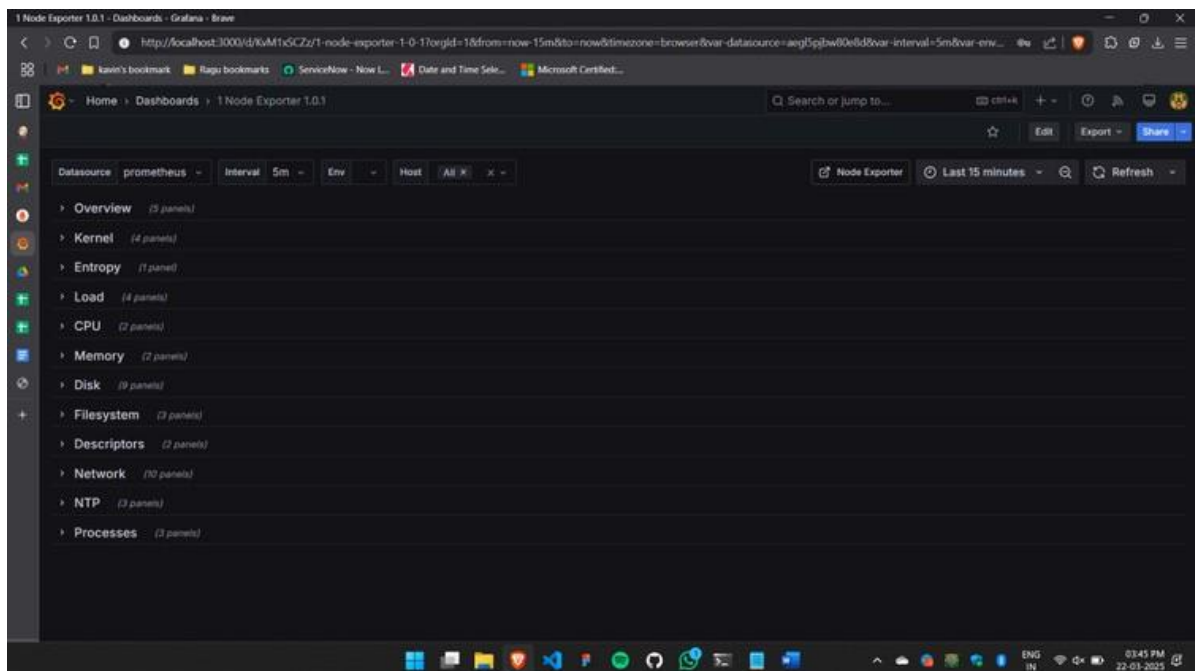 1 Node Exporter 1.0.1 - Dashboards - Grafana - Brave
http://localhost:3000/d/KvM1xSCZz/1-node-exporter-1-0-1?orgId=1&from=now-15m&to=now&timezone=browser&var-datasource=aegl5pjbw80e8d&var-interval=5m&var-env...
kavin's bookmark Ragu bookmarks ServiceNow - Now L... Date and Time Sele... Microsoft Certified:...
Home › Dashboards › 1 Node Exporter 1.0.1 Search or jump to... ctrl+k
Edit Export Share
Datasource prometheus Interval 5m Env Host All × Node Exporter Last 15 minutes Refresh
Overview (5 panels)
Kernel (4 panels)
Entropy (1 panel)
Load (4 panels)
CPU (2 panels)
Memory (2 panels)
Disk (9 panels)
Filesystem (3 panels)
Descriptors (2 panels)
Network (10 panels)
NTP (3 panels)
Processes (3 panels)
ENG 03:45 PM
IN 22-03-2025